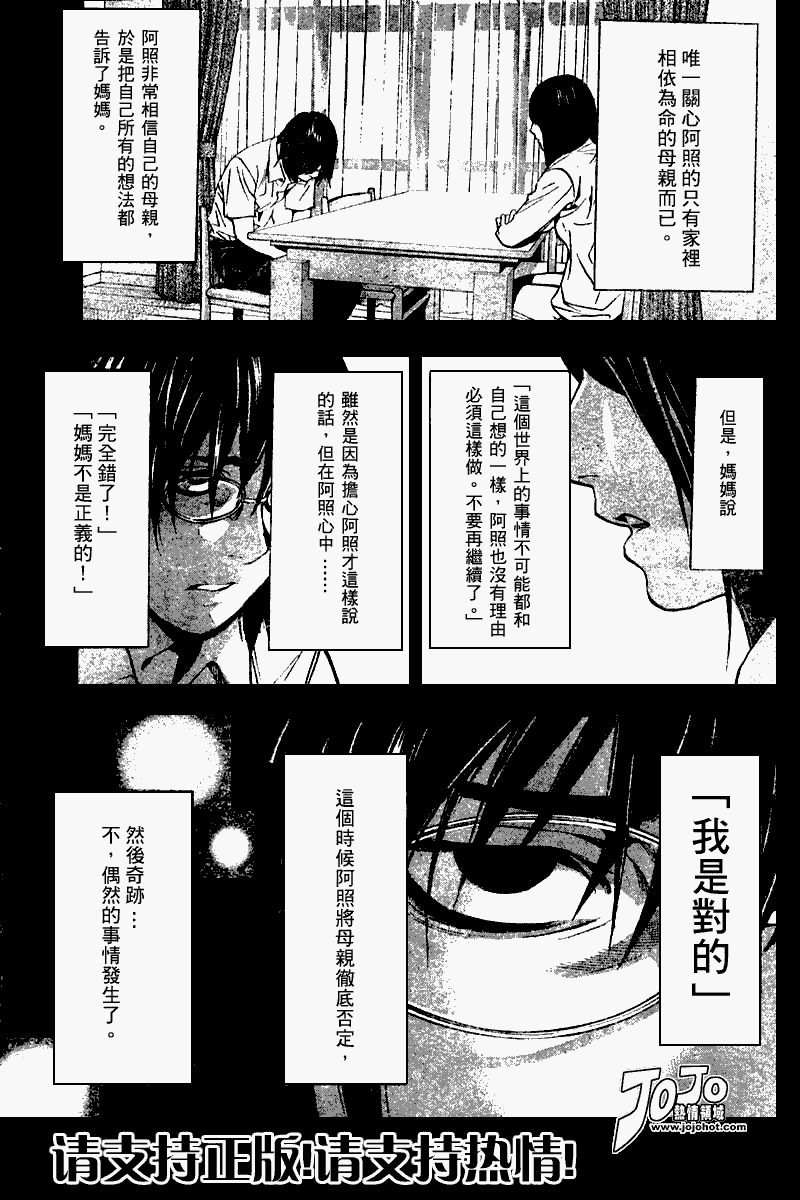 唯一關心阿照的只有家裡
相依為命的母親而已。
阿照非常相信自己的母親，
於是把自己所有的想法都
告訴了媽媽。
但是，媽媽說
「這個世界上的事情不可能都和
自己想的一樣，阿照也沒有理由
必須這樣做。不要再繼續了。」
雖然是因為擔心阿照才這樣說
的話，但在阿照心中……
「完全錯了！」
「媽媽不是正義的！」
「我是對的」
這個時候阿照將母親徹底否定，
然後奇跡…
不，偶然的事情發生了。
JOJO
熱情領域
www.jojohot.com
请支持正版!请支持热情!